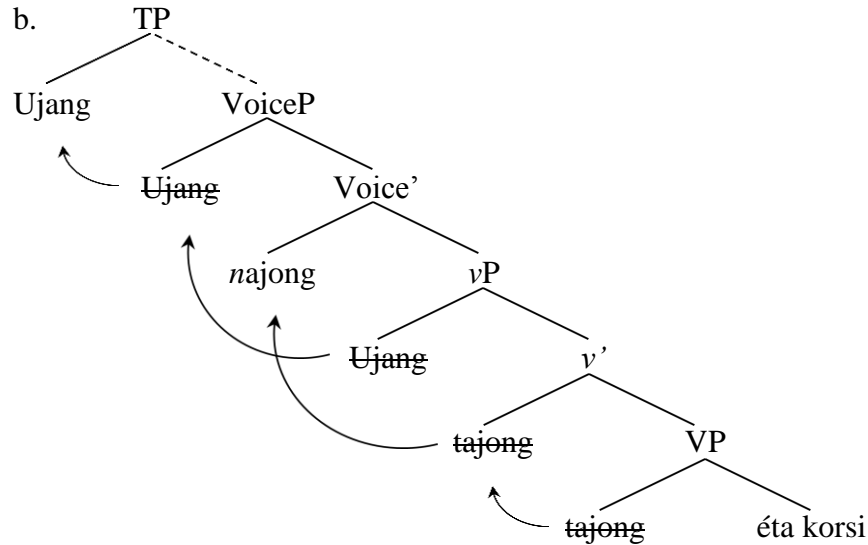 b. TP
Ujang VoiceP
Ujang Voice’
najong vP
Ujang v’
tajong VP
tajong éta korsi